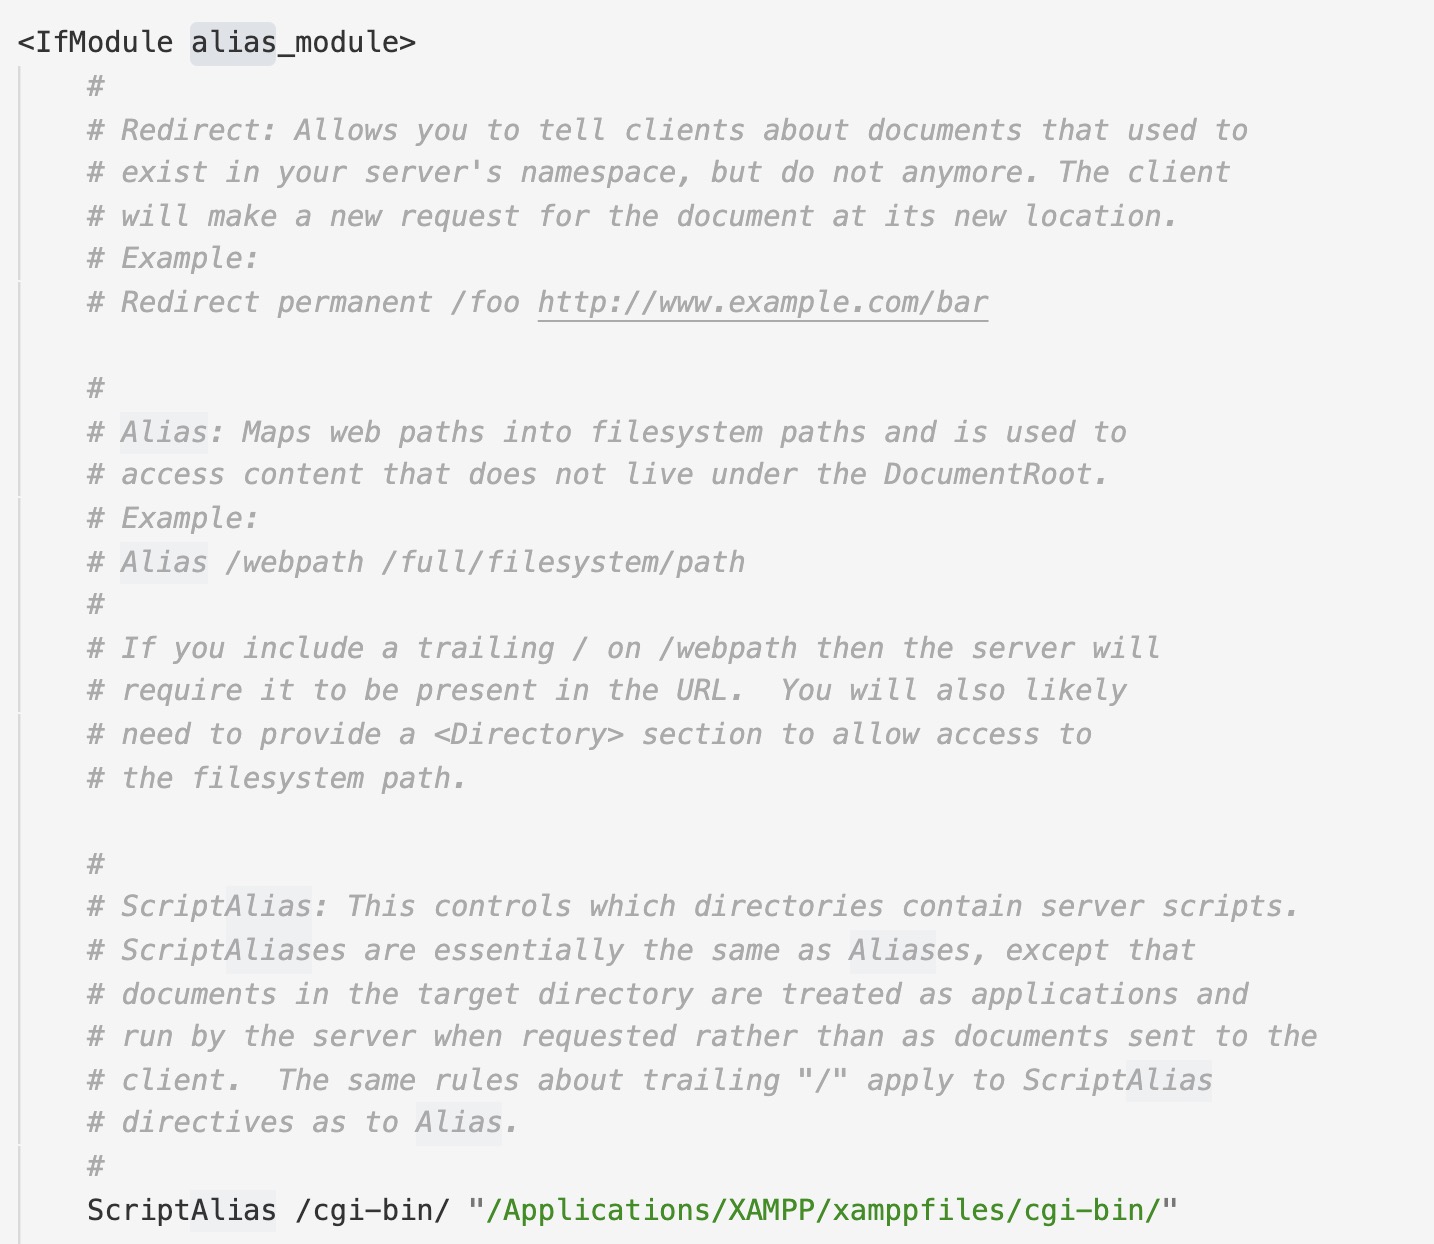 <IfModule alias_module>
#
# Redirect: Allows you to tell clients about documents that used to
# exist in your server's namespace, but do not anymore. The client
# will make a new request for the document at its new location.
# Example:
# Redirect permanent /foo http://www.example.com/bar
#
# Alias: Maps web paths into filesystem paths and is used to
# access content that does not live under the DocumentRoot.
# Example:
# Alias /webpath /full/filesystem/path
#
# If you include a trailing / on /webpath then the server will
# require it to be present in the URL.  You will also likely
# need to provide a <Directory> section to allow access to
# the filesystem path.
#
# ScriptAlias: This controls which directories contain server scripts.
# ScriptAliases are essentially the same as Aliases, except that
# documents in the target directory are treated as applications and
# run by the server when requested rather than as documents sent to the
# client.  The same rules about trailing "/" apply to ScriptAlias
# directives as to Alias.
#
ScriptAlias /cgi-bin/ "/Applications/XAMPP/xamppfiles/cgi-bin/"